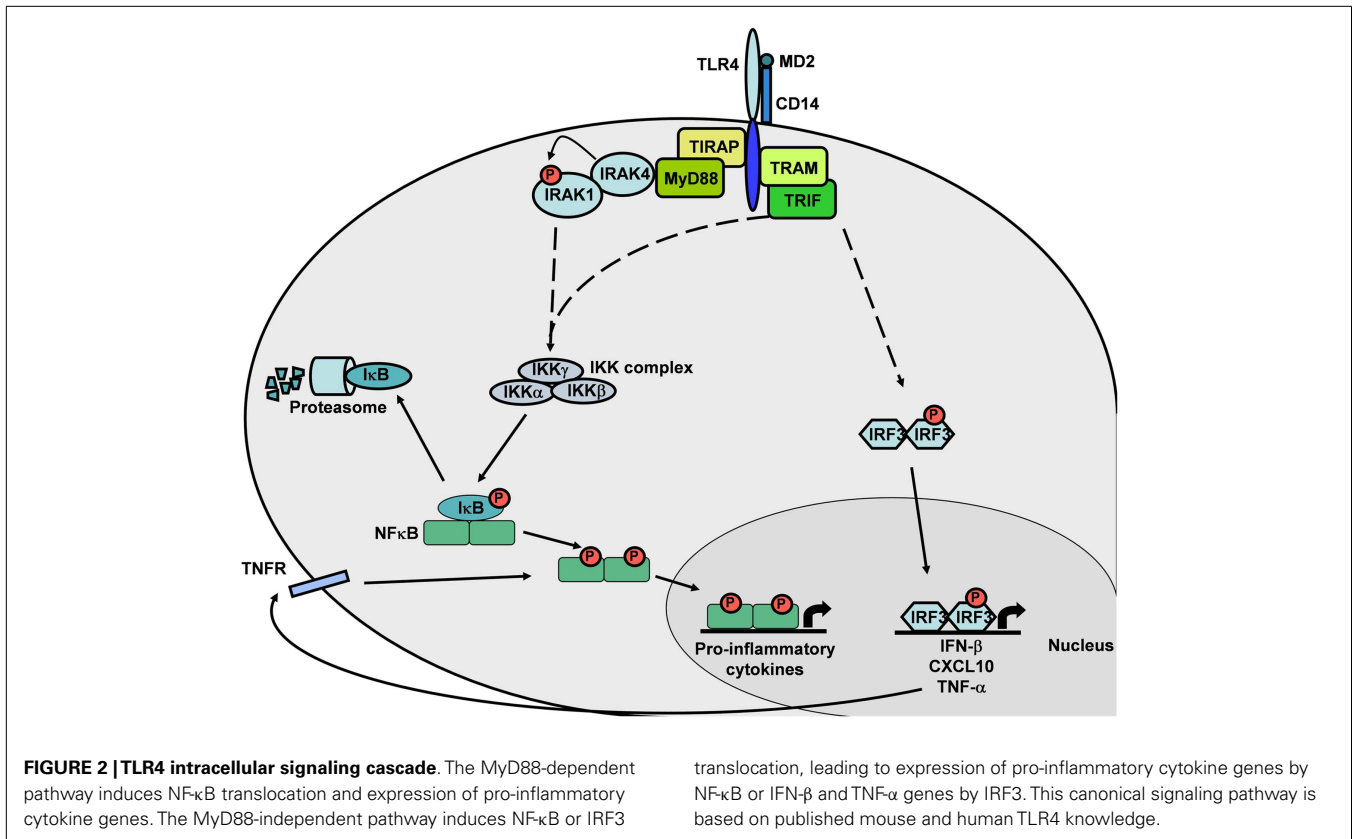 TLR4
MD2
CD14
TIRAP
MyD88
IRAK4
P
IRAK1
TRAM
TRIF
IKKγ
IKK complex
IKKα
IKKβ
IκB
Proteasome
P
IRF3
IRF3
IκB
P
NFκB
TNFR
P
P
P
P
Pro-inflammatory
cytokines
P
IRF3
IRF3
IFN-β
CXCL10
TNF-α
Nucleus
FIGURE 2 | TLR4 intracellular signaling cascade. The MyD88-dependent
pathway induces NF-κB translocation and expression of pro-inflammatory
cytokine genes. The MyD88-independent pathway induces NF-κB or IRF3
translocation, leading to expression of pro-inflammatory cytokine genes by
NF-κB or IFN-β and TNF-α genes by IRF3. This canonical signaling pathway is
based on published mouse and human TLR4 knowledge.